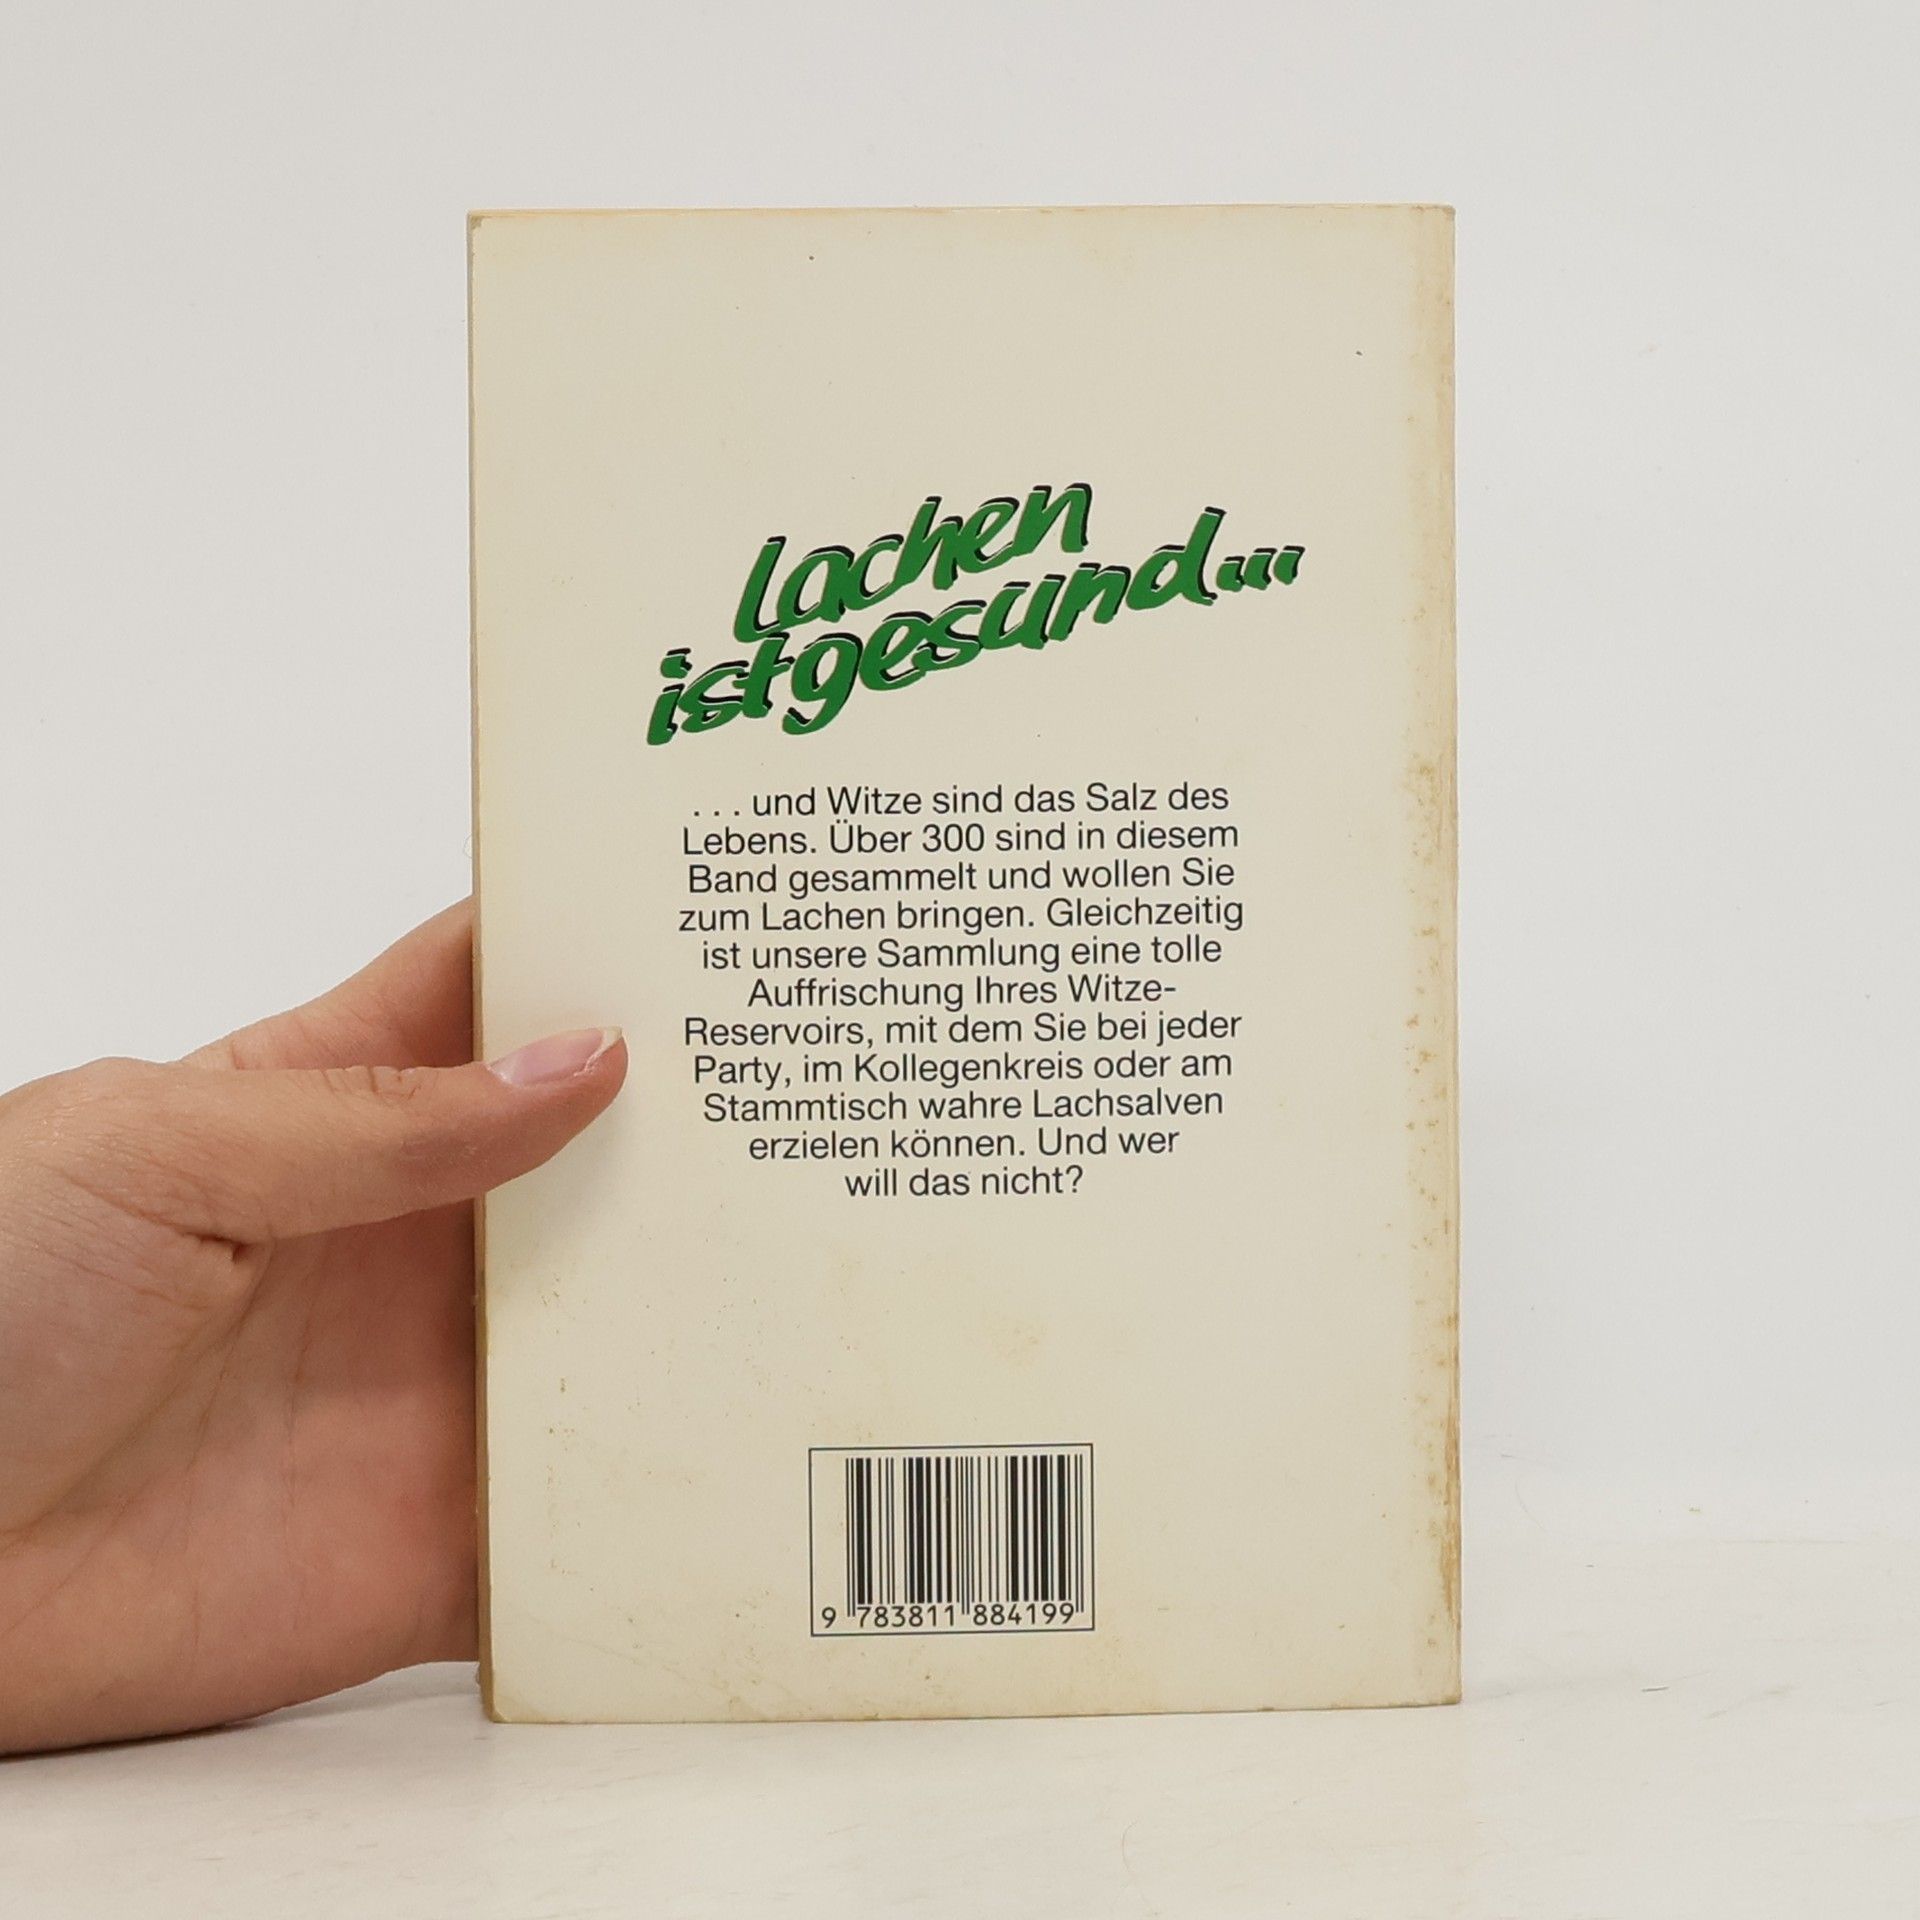 Lachen
ist gesund...
. . . und Witze sind das Salz des
Lebens. Über 300 sind in diesem
Band gesammelt und wollen Sie
zum Lachen bringen. Gleichzeitig
ist unsere Sammlung eine tolle
Auffrischung Ihres Witze-
Reservoirs, mit dem Sie bei jeder
Party, im Kollegenkreis oder am
Stammtisch wahre Lachsalven
erzielen können. Und wer
will das nicht?
9 783811 884199